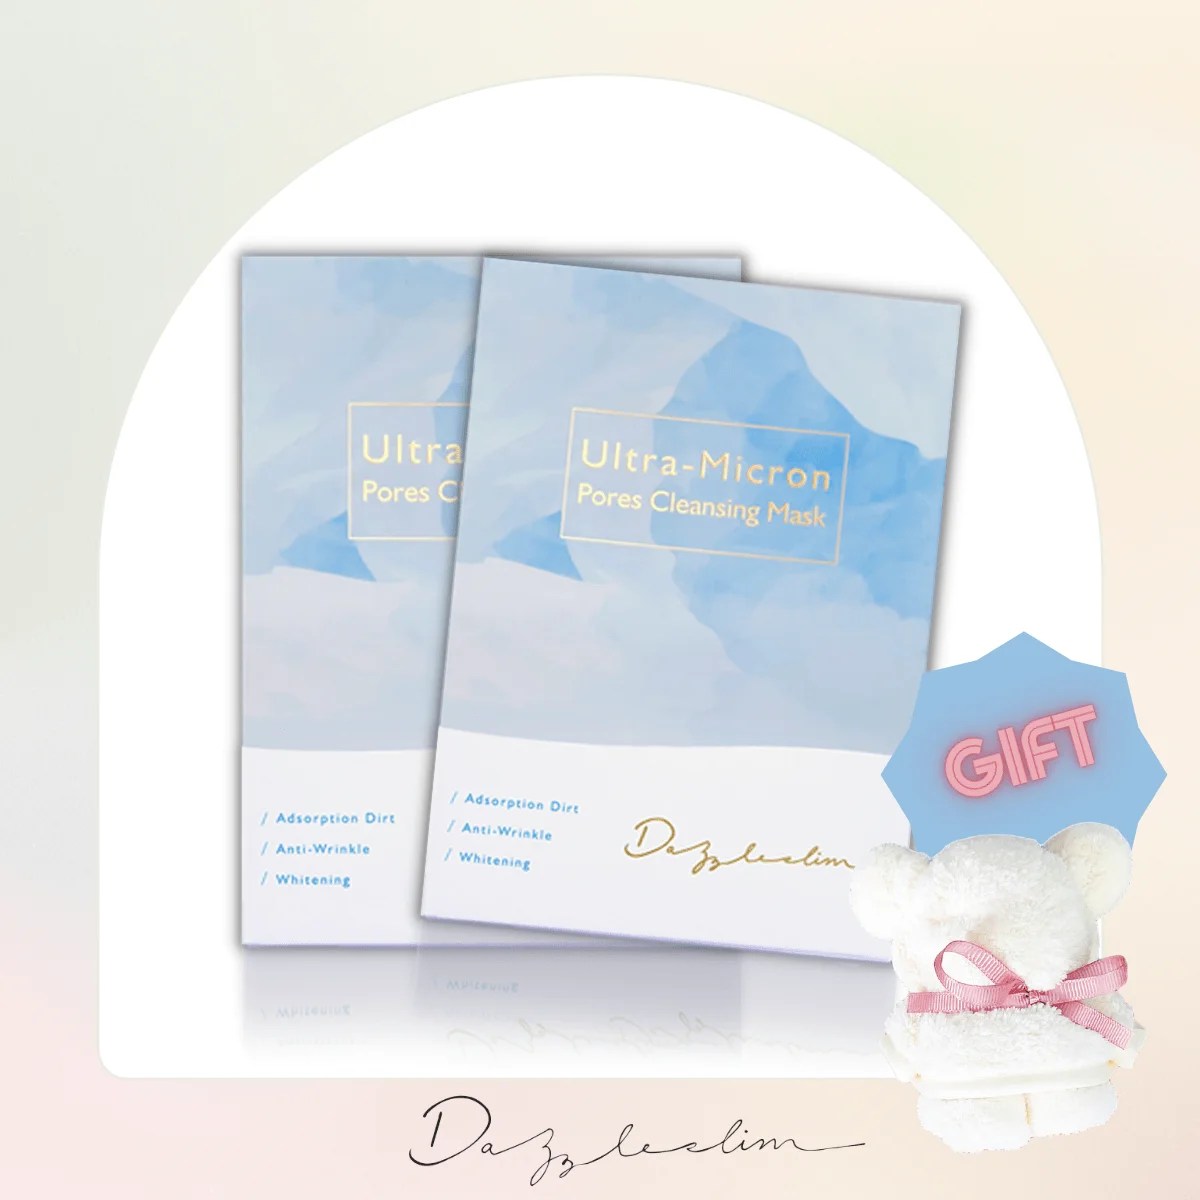 Ultra
Pores C
/ Adsorption Dirt
/ Anti-Wrinkle
/ Whitening
Ultra-Micron
Pores Cleansing Mask
/ Adsorption Dirt
/ Anti-Wrinkle
/ Whitening
Dazzleslim
GIFT
Dazzleslim